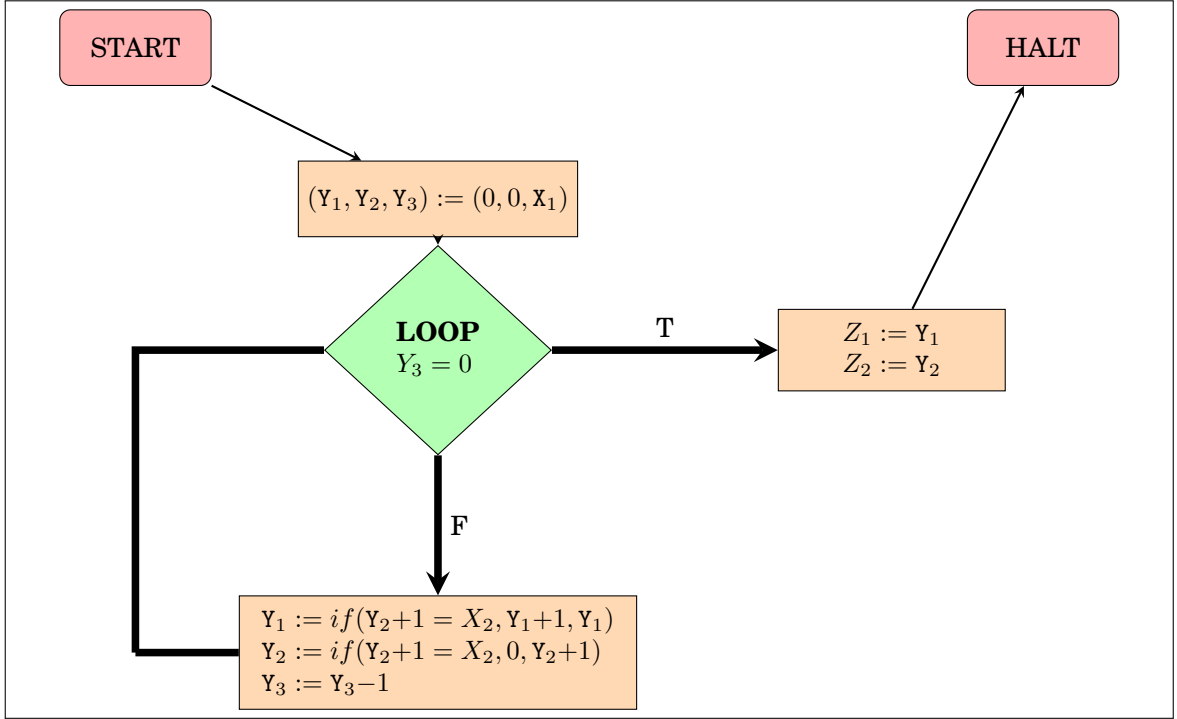 START
HALT
(Y₁, Y₂, Y₃) := (0, 0, X₁)
LOOP
Y₃ = 0
T
Z₁ := Y₁
Z₂ := Y₂
F
Y₁ := if(Y₂+1 = X₂, Y₁+1, Y₁)
Y₂ := if(Y₂+1 = X₂, 0, Y₂+1)
Y₃ := Y₃−1